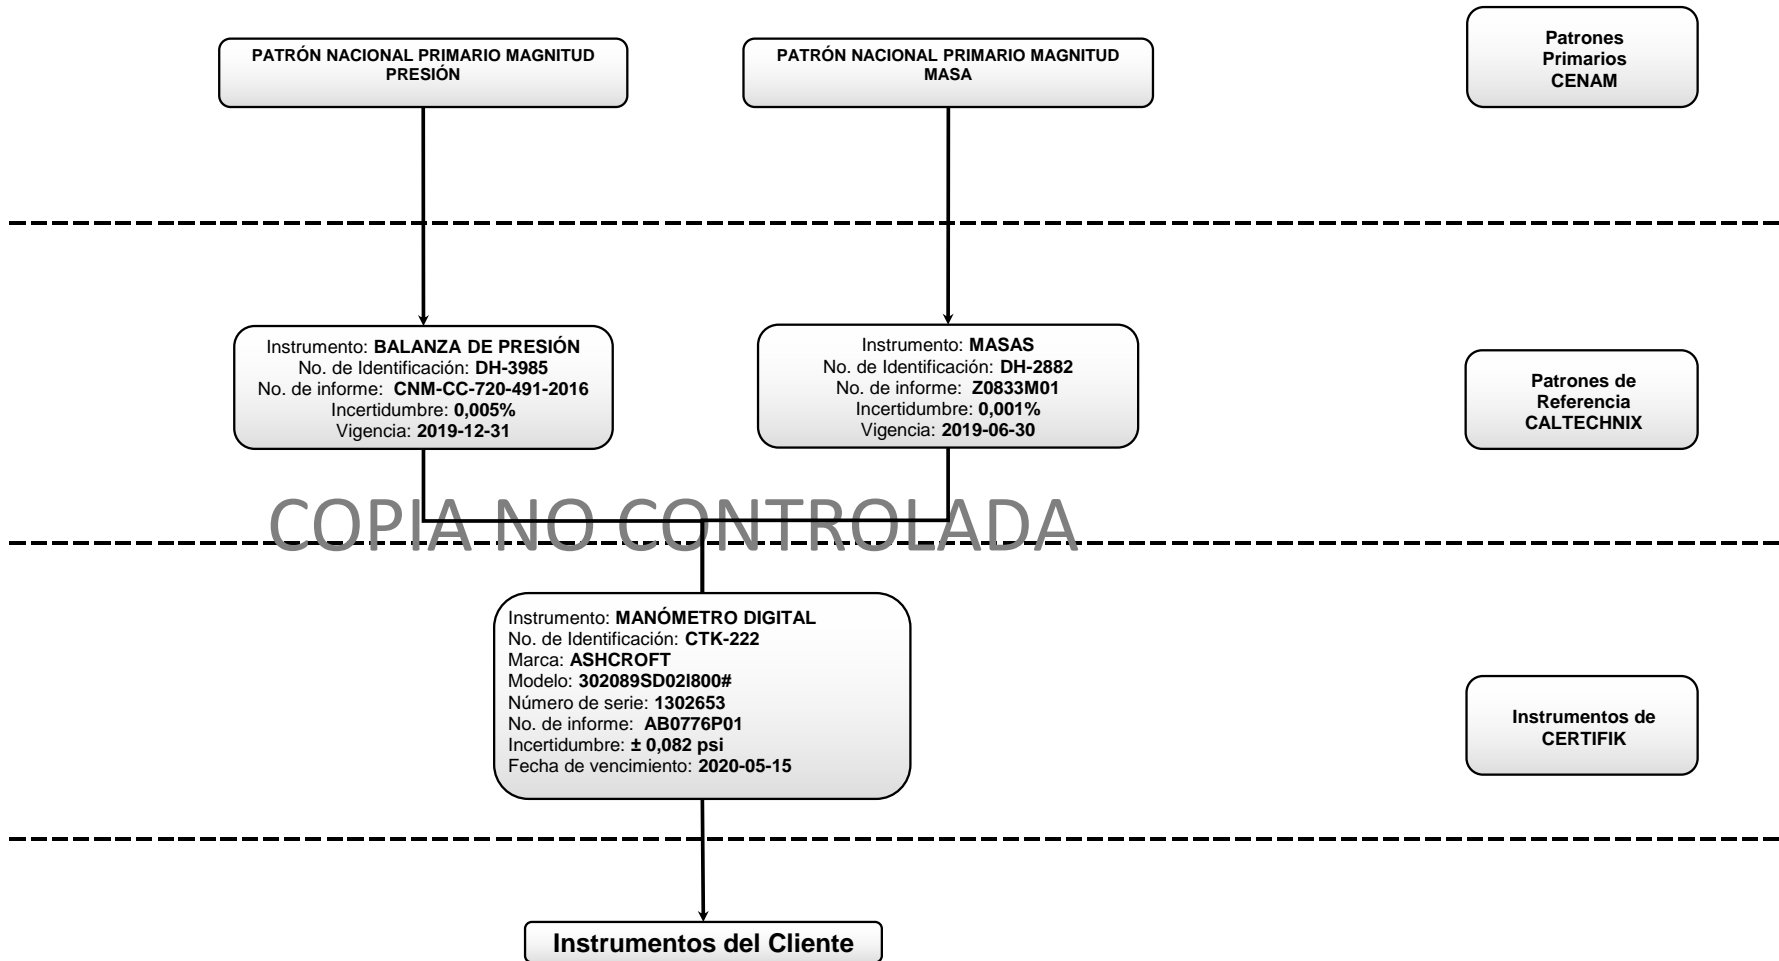 PATRÓN NACIONAL PRIMARIO MAGNITUD
PRESIÓN
PATRÓN NACIONAL PRIMARIO MAGNITUD
MASA
Patrones
Primarios
CENAM
Instrumento: BALANZA DE PRESIÓN
No. de Identificación: DH-3985
No. de informe: CNM-CC-720-491-2016
Incertidumbre: 0,005%
Vigencia: 2019-12-31
Instrumento: MASAS
No. de Identificación: DH-2882
No. de informe: Z0833M01
Incertidumbre: 0,001%
Vigencia: 2019-06-30
Patrones de
Referencia
CALTECHNIX
COPIA NO CONTROLADA
Instrumento: MANÓMETRO DIGITAL
No. de Identificación: CTK-222
Marca: ASHCROFT
Modelo: 302089SD02I800#
Número de serie: 1302653
No. de informe: AB0776P01
Incertidumbre: ± 0,082 psi
Fecha de vencimiento: 2020-05-15
Instrumentos de
CERTIFIK
Instrumentos del Cliente